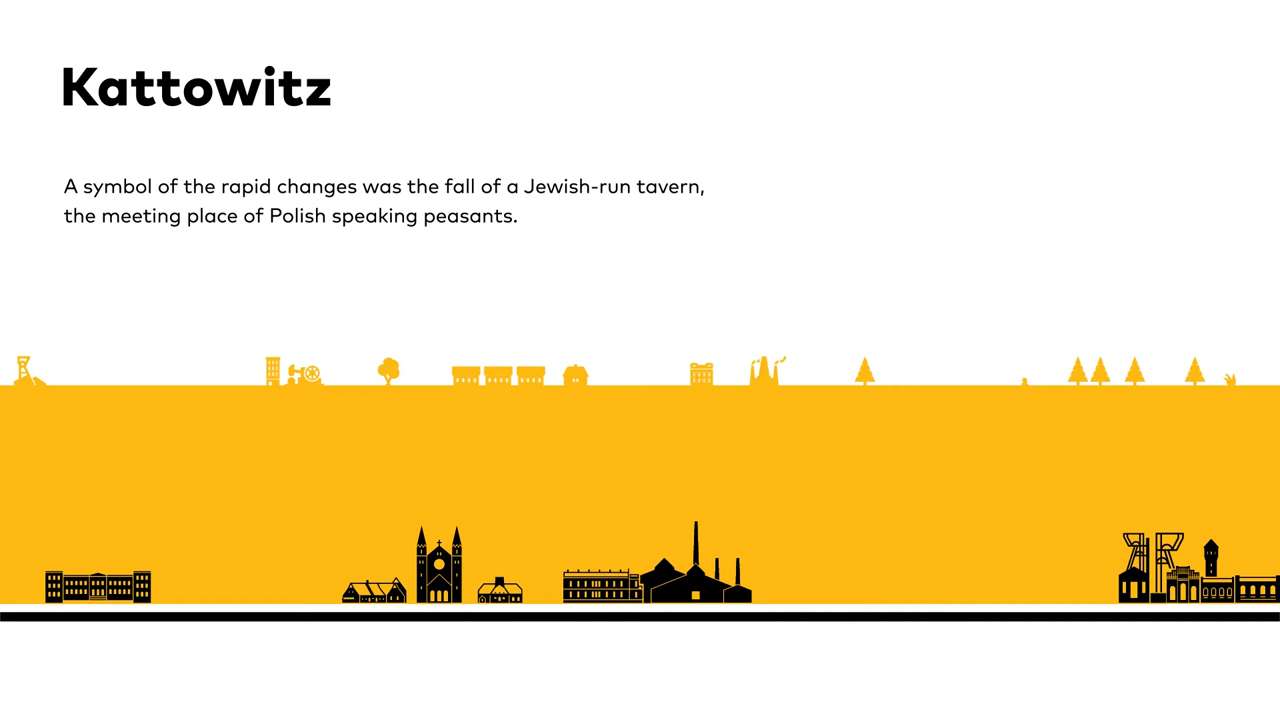 Kattowitz
A symbol of the rapid changes was the fall of a Jewish-run tavern,
the meeting place of Polish speaking peasants.